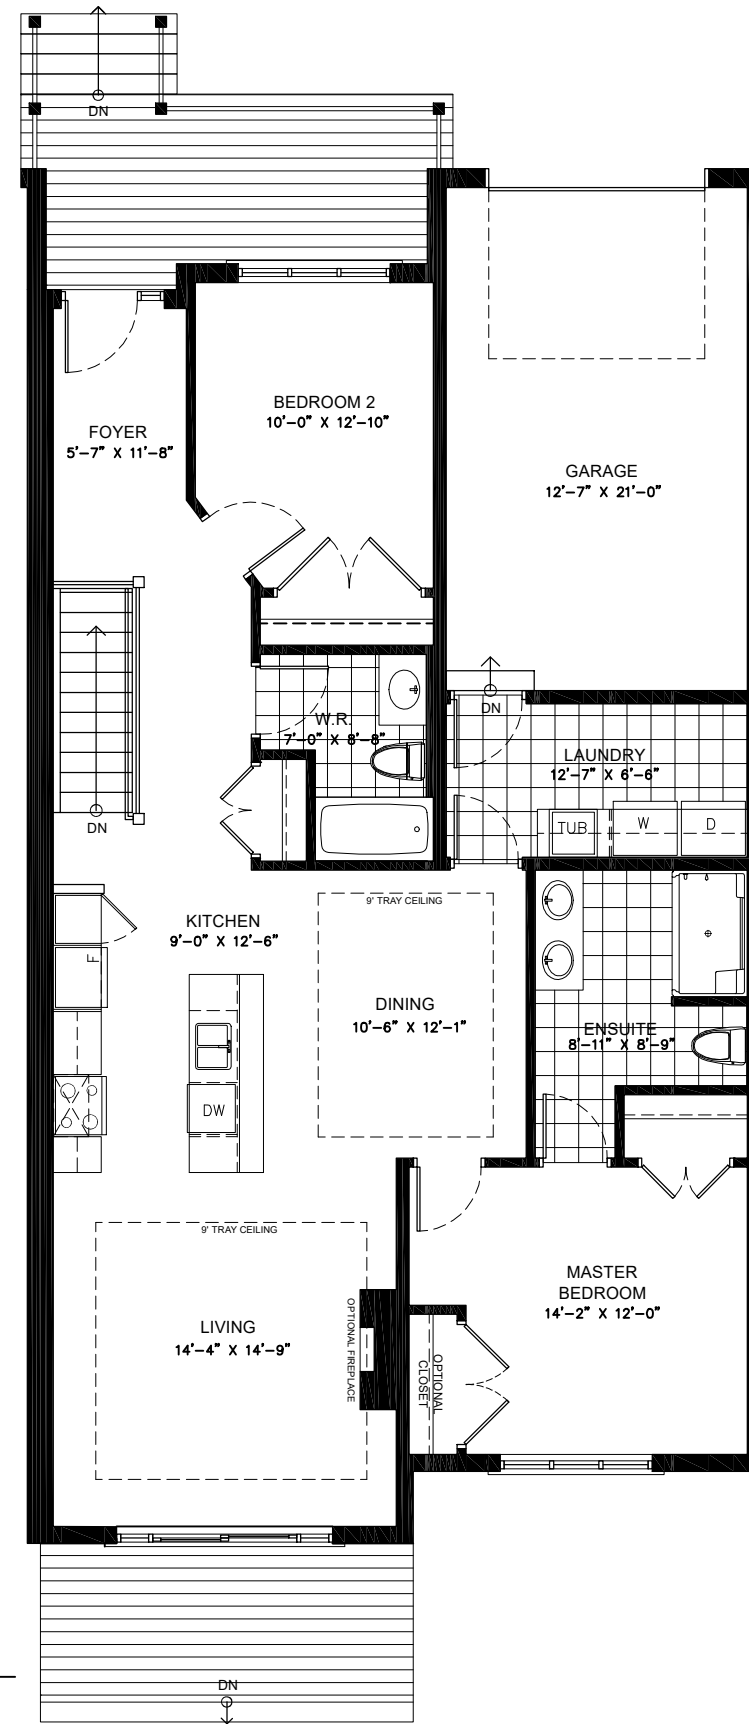 DN
BEDROOM 2
10'-0" X 12'-10"
FOYER
5'-7" X 11'-8"
GARAGE
12'-7" X 21'-0"
DN
W.R.
7'-0" X 8'-8"
LAUNDRY
12'-7" X 6'-6"
TUB
W
D
DN
9' TRAY CEILING
KITCHEN
9'-0" X 12'-6"
F
DINING
10'-6" X 12'-1"
ENSUITE
8'-11" X 8'-9"
DW
9' TRAY CEILING
MASTER
BEDROOM
14'-2" X 12'-0"
LIVING
14'-4" X 14'-9"
OPTIONAL FIREPLACE
OPTIONAL
CLOSET
DN